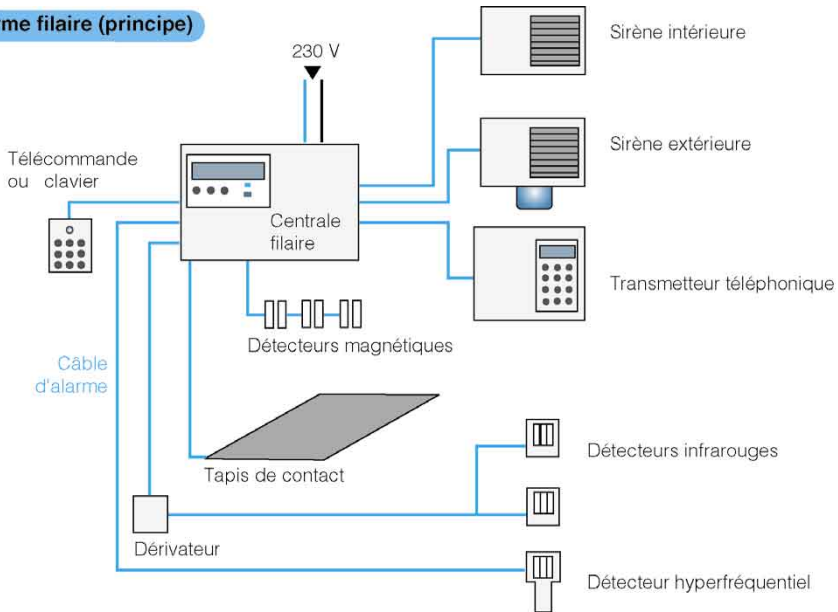 rme filaire (principe)
230 V
Sirène intérieure
Sirène extérieure
Télécommande
ou clavier
Centrale
filaire
Transmetteur téléphonique
Détecteurs magnétiques
Câble
d'alarme
Tapis de contact
Détecteurs infrarouges
Dérivateur
Détecteur hyperfréquentiel